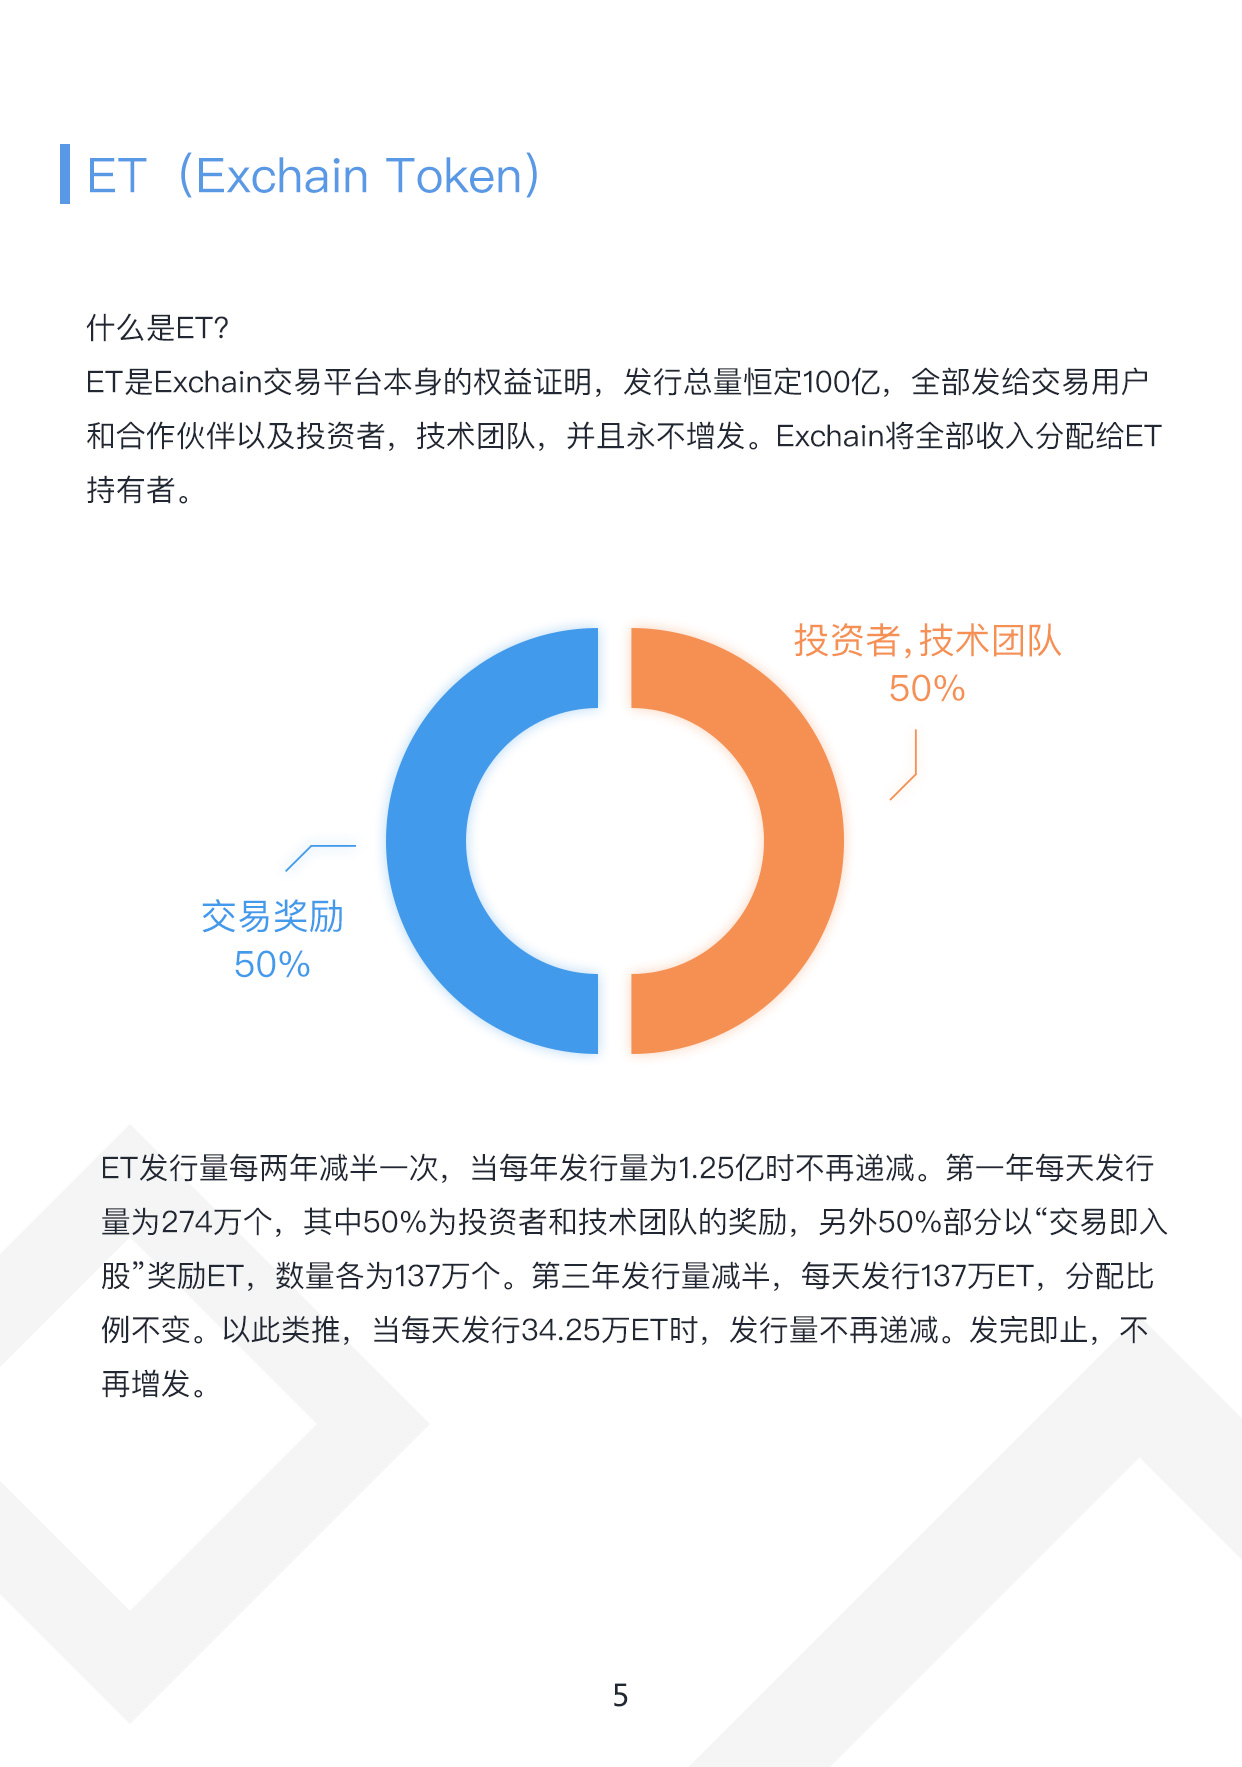 ET（Exchain Token）
什么是ET?
ET是Exchain交易平台本身的权益证明，发行总量恒定100亿，全部发给交易用户
和合作伙伴以及投资者，技术团队，并且永不增发。Exchain将全部收入分配给ET
持有者。
投资者,技术团队
50%
交易奖励
50%
ET发行量每两年减半一次，当每年发行量为1.25亿时不再递减。第一年每天发行
量为274万个，其中50%为投资者和技术团队的奖励，另外50%部分以“交易即入
股”奖励ET，数量各为137万个。第三年发行量减半，每天发行137万ET，分配比
例不变。以此类推，当每天发行34.25万ET时，发行量不再递减。发完即止，不
再增发。
5